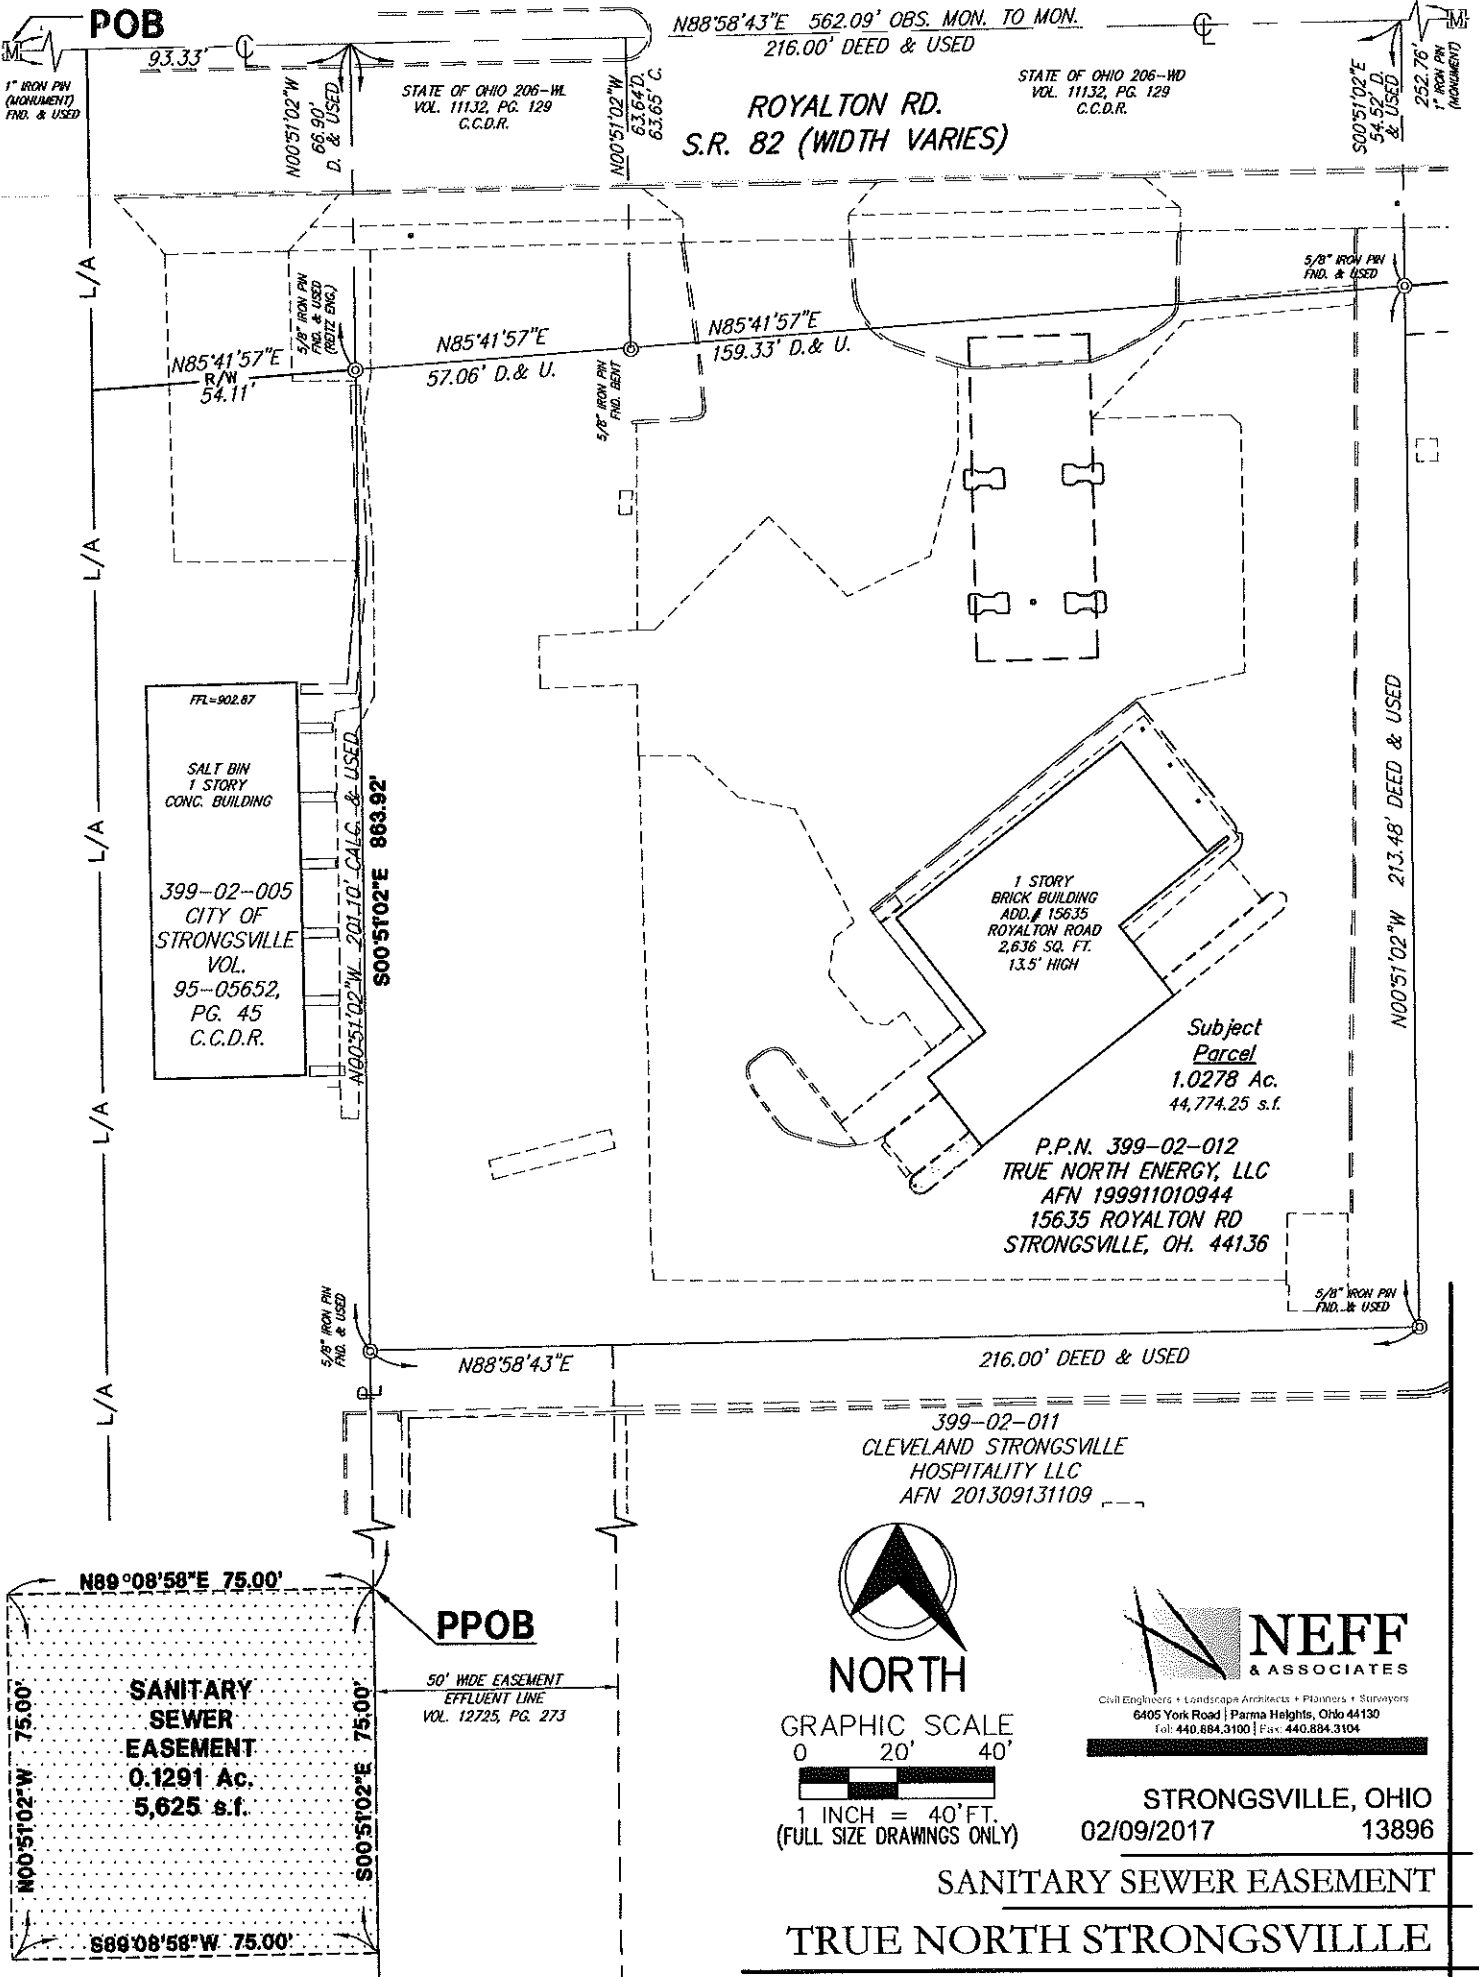 POB
93.33'
CL
N88°58'43"E 562.09' OBS. MON. TO MON.
216.00' DEED & USED
CL
M
M
1" IRON PIN
(MONUMENT)
FND. & USED
N00°51'02"W
66.90'
D. & USED
STATE OF OHIO 206-WL
VOL. 11132, PG. 129
C.C.D.R.
N00°51'02"W
63.64'D.
63.65' C.
ROYALTON RD.
S.R. 82 (WIDTH VARIES)
STATE OF OHIO 206-WD
VOL. 11132, PG. 129
C.C.D.R.
S00°51'02"E
54.52' D.
& USED
252.76'
1" IRON PIN
(MONUMENT)
L/A
5/8" IRON PIN
FND. & USED
(REITZ ENG.)
5/8" IRON PIN
FND. & USED
N85°41'57"E
R/W
54.11'
N85°41'57"E
57.06' D.& U.
N85°41'57"E
159.33' D.& U.
5/8" IRON PIN
FND. BENT
L/A
FFL=902.87
SALT BIN
1 STORY
CONC. BUILDING
L/A
399-02-005
CITY OF
STRONGSVILLE
VOL.
95-05652,
PG. 45
C.C.D.R.
N00°51'02"W 201.10' CALC. & USED
S00°51'02"E 863.92'
N00°51'02"W 213.48' DEED & USED
1 STORY
BRICK BUILDING
ADD.# 15635
ROYALTON ROAD
2,636 SQ. FT.
13.5' HIGH
Subject
Parcel
1.0278 Ac.
44,774.25 s.f.
L/A
P.P.N. 399-02-012
TRUE NORTH ENERGY, LLC
AFN 199911010944
15635 ROYALTON RD
STRONGSVILLE, OH. 44136
5/8" IRON PIN
FND. & USED
5/8" IRON PIN
FND. & USED
N88°58'43"E
216.00' DEED & USED
PL
L/A
399-02-011
CLEVELAND STRONGSVILLE
HOSPITALITY LLC
AFN 201309131109
N89°08'58"E 75.00'
PPOB
50' WIDE EASEMENT
EFFLUENT LINE
VOL. 12725, PG. 273
SANITARY
SEWER
EASEMENT
0.1291 Ac.
5,625 s.f.
N00°51'02"W 75.00'
S00°51'02"E 75.00'
S89°08'58"W 75.00'
NORTH
GRAPHIC SCALE
0 20' 40'
1 INCH = 40'FT.
(FULL SIZE DRAWINGS ONLY)
NEFF
& ASSOCIATES
Civil Engineers + Landscape Architects + Planners + Surveyors
6405 York Road | Parma Heights, Ohio 44130
Tel: 440.884.3100 | Fax: 440.884.3104
STRONGSVILLE, OHIO
02/09/2017 13896
SANITARY SEWER EASEMENT
TRUE NORTH STRONGSVILLLE